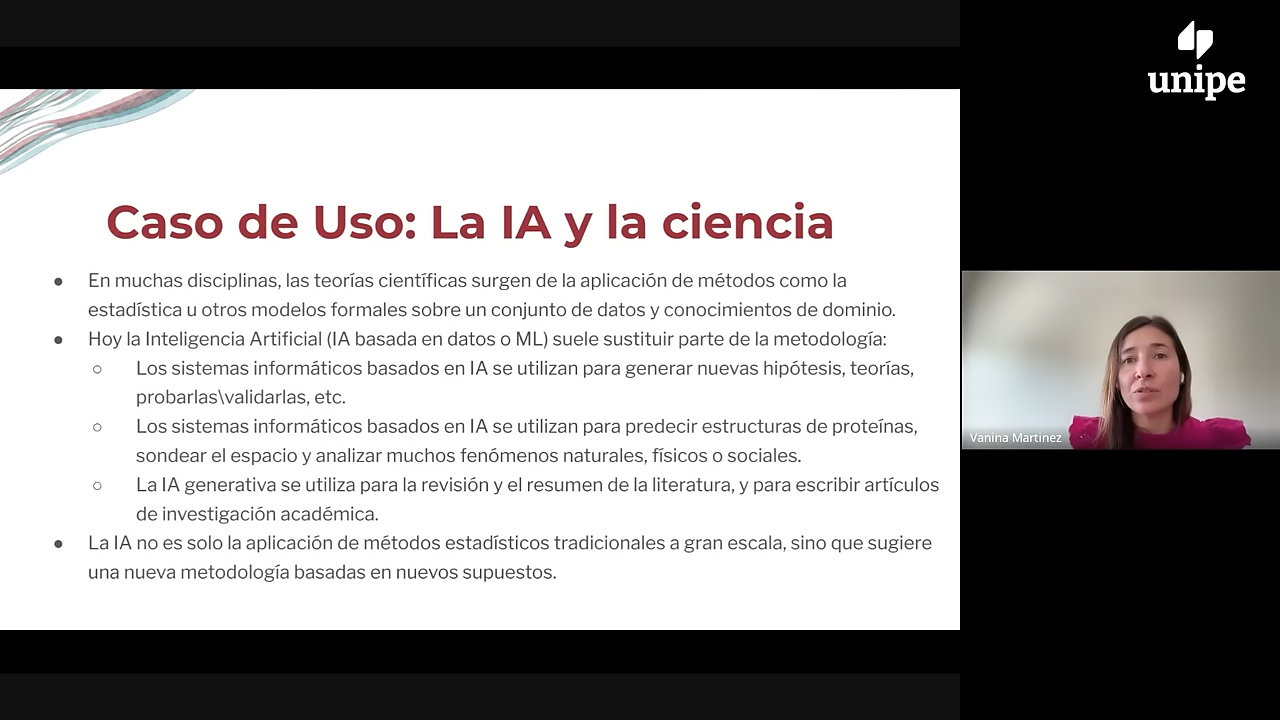 unipe
Caso de Uso: La IA y la ciencia
● En muchas disciplinas, las teorías científicas surgen de la aplicación de métodos como la
estadística u otros modelos formales sobre un conjunto de datos y conocimientos de dominio.
● Hoy la Inteligencia Artificial (IA basada en datos o ML) suele sustituir parte de la metodología:
○ Los sistemas informáticos basados en IA se utilizan para generar nuevas hipótesis, teorías,
probarlas\validarlas, etc.
○ Los sistemas informáticos basados en IA se utilizan para predecir estructuras de proteínas,
sondear el espacio y analizar muchos fenómenos naturales, físicos o sociales.
○ La IA generativa se utiliza para la revisión y el resumen de la literatura, y para escribir artículos
de investigación académica.
● La IA no es solo la aplicación de métodos estadísticos tradicionales a gran escala, sino que sugiere
una nueva metodología basadas en nuevos supuestos.
Vanina Martinez